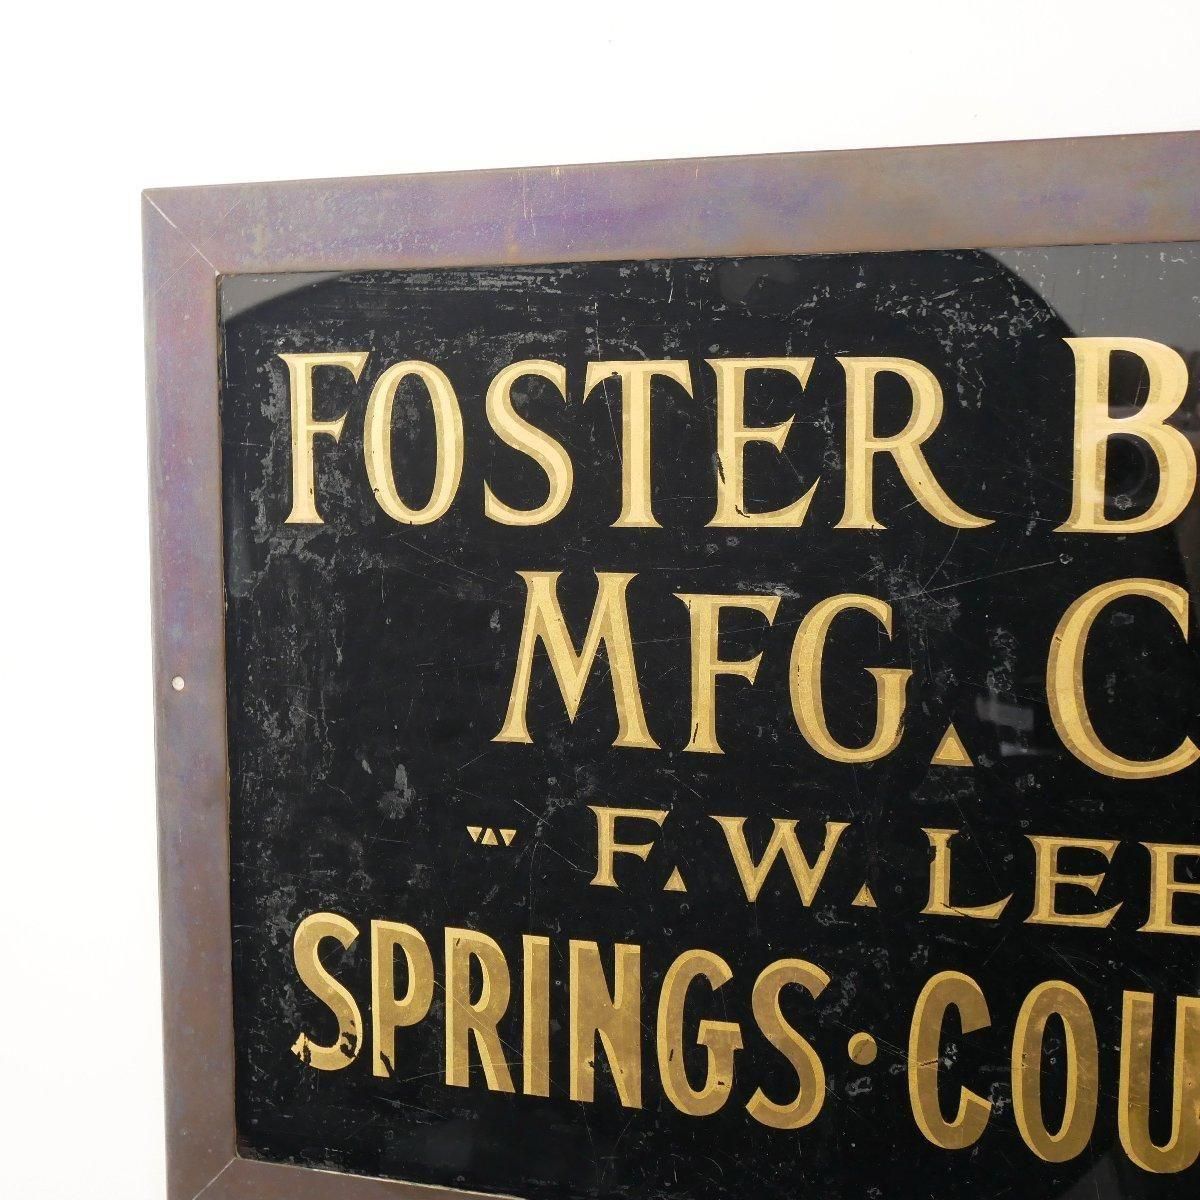 FOSTER B
MFG. C
F. W. LEE
SPRINGS · COU